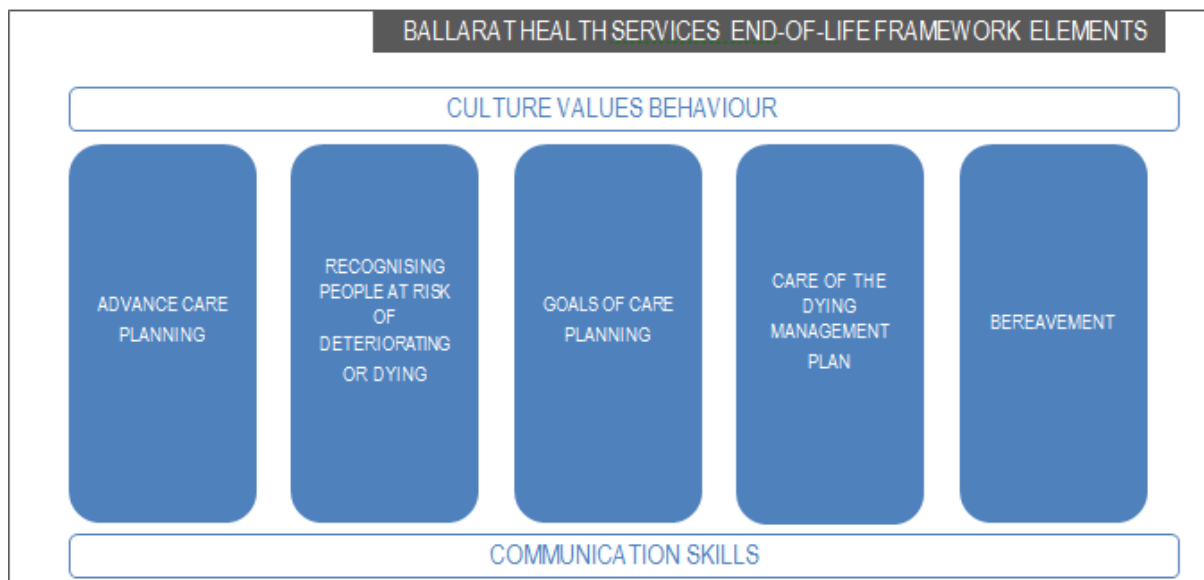 BALLARAT HEALTH SERVICES END-OF-LIFE FRAMEWORK ELEMENTS
CULTURE VALUES BEHAVIOUR
ADVANCE CARE
PLANNING
RECOGNISING
PEOPLE AT RISK
OF
DETERIORATING
OR DYING
GOALS OF CARE
PLANNING
CARE OF THE
DYING
MANAGEMENT
PLAN
BEREAVEMENT
COMMUNICATION SKILLS